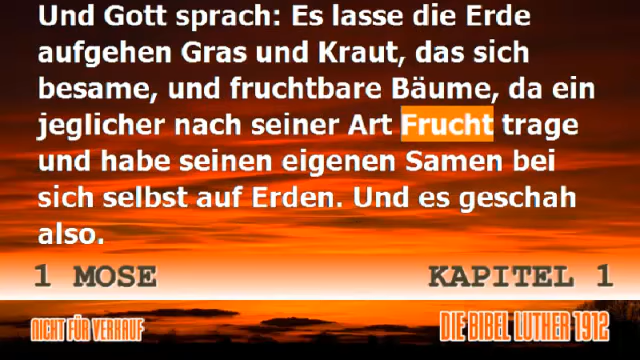 Und Gott sprach: Es lasse die Erde
aufgehen Gras und Kraut, das sich
besame, und fruchtbare Bäume, da ein
jeglicher nach seiner Art Frucht trage
und habe seinen eigenen Samen bei
sich selbst auf Erden. Und es geschah
also.
1 MOSE KAPITEL 1
NICHT FÜR VERKAUF DIE BIBEL LUTHER 1912